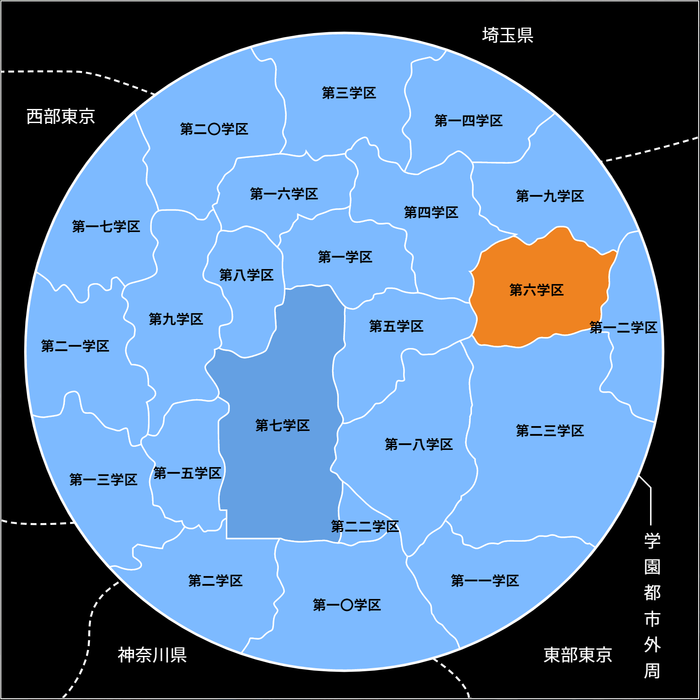 埼玉県
第三学区
西部東京
第一四学区
第二〇学区
第一六学区
第一九学区
第四学区
第一七学区
第一学区
第八学区
第六学区
第九学区
第五学区
第一二学区
第二一学区
第七学区
第二三学区
第一八学区
第一五学区
第一三学区
第二二学区
学園都市外周
第二学区
第一一学区
第一〇学区
神奈川県
東部東京